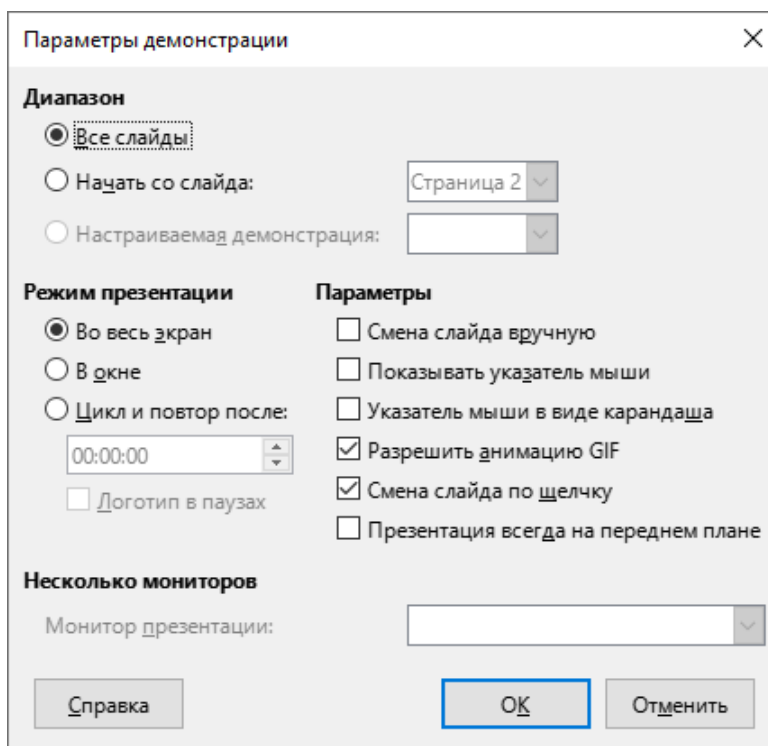 Параметры демонстрации
Диапазон
Все слайды
Начать со слайда: Страница 2
Настраиваемая демонстрация:
Режим презентации
Во весь экран
В окне
Цикл и повтор после:
00:00:00
Логотип в паузах
Параметры
Смена слайда вручную
Показывать указатель мыши
Указатель мыши в виде карандаша
Разрешить анимацию GIF
Смена слайда по щелчку
Презентация всегда на переднем плане
Несколько мониторов
Монитор презентации:
Справка
ОК
Отменить